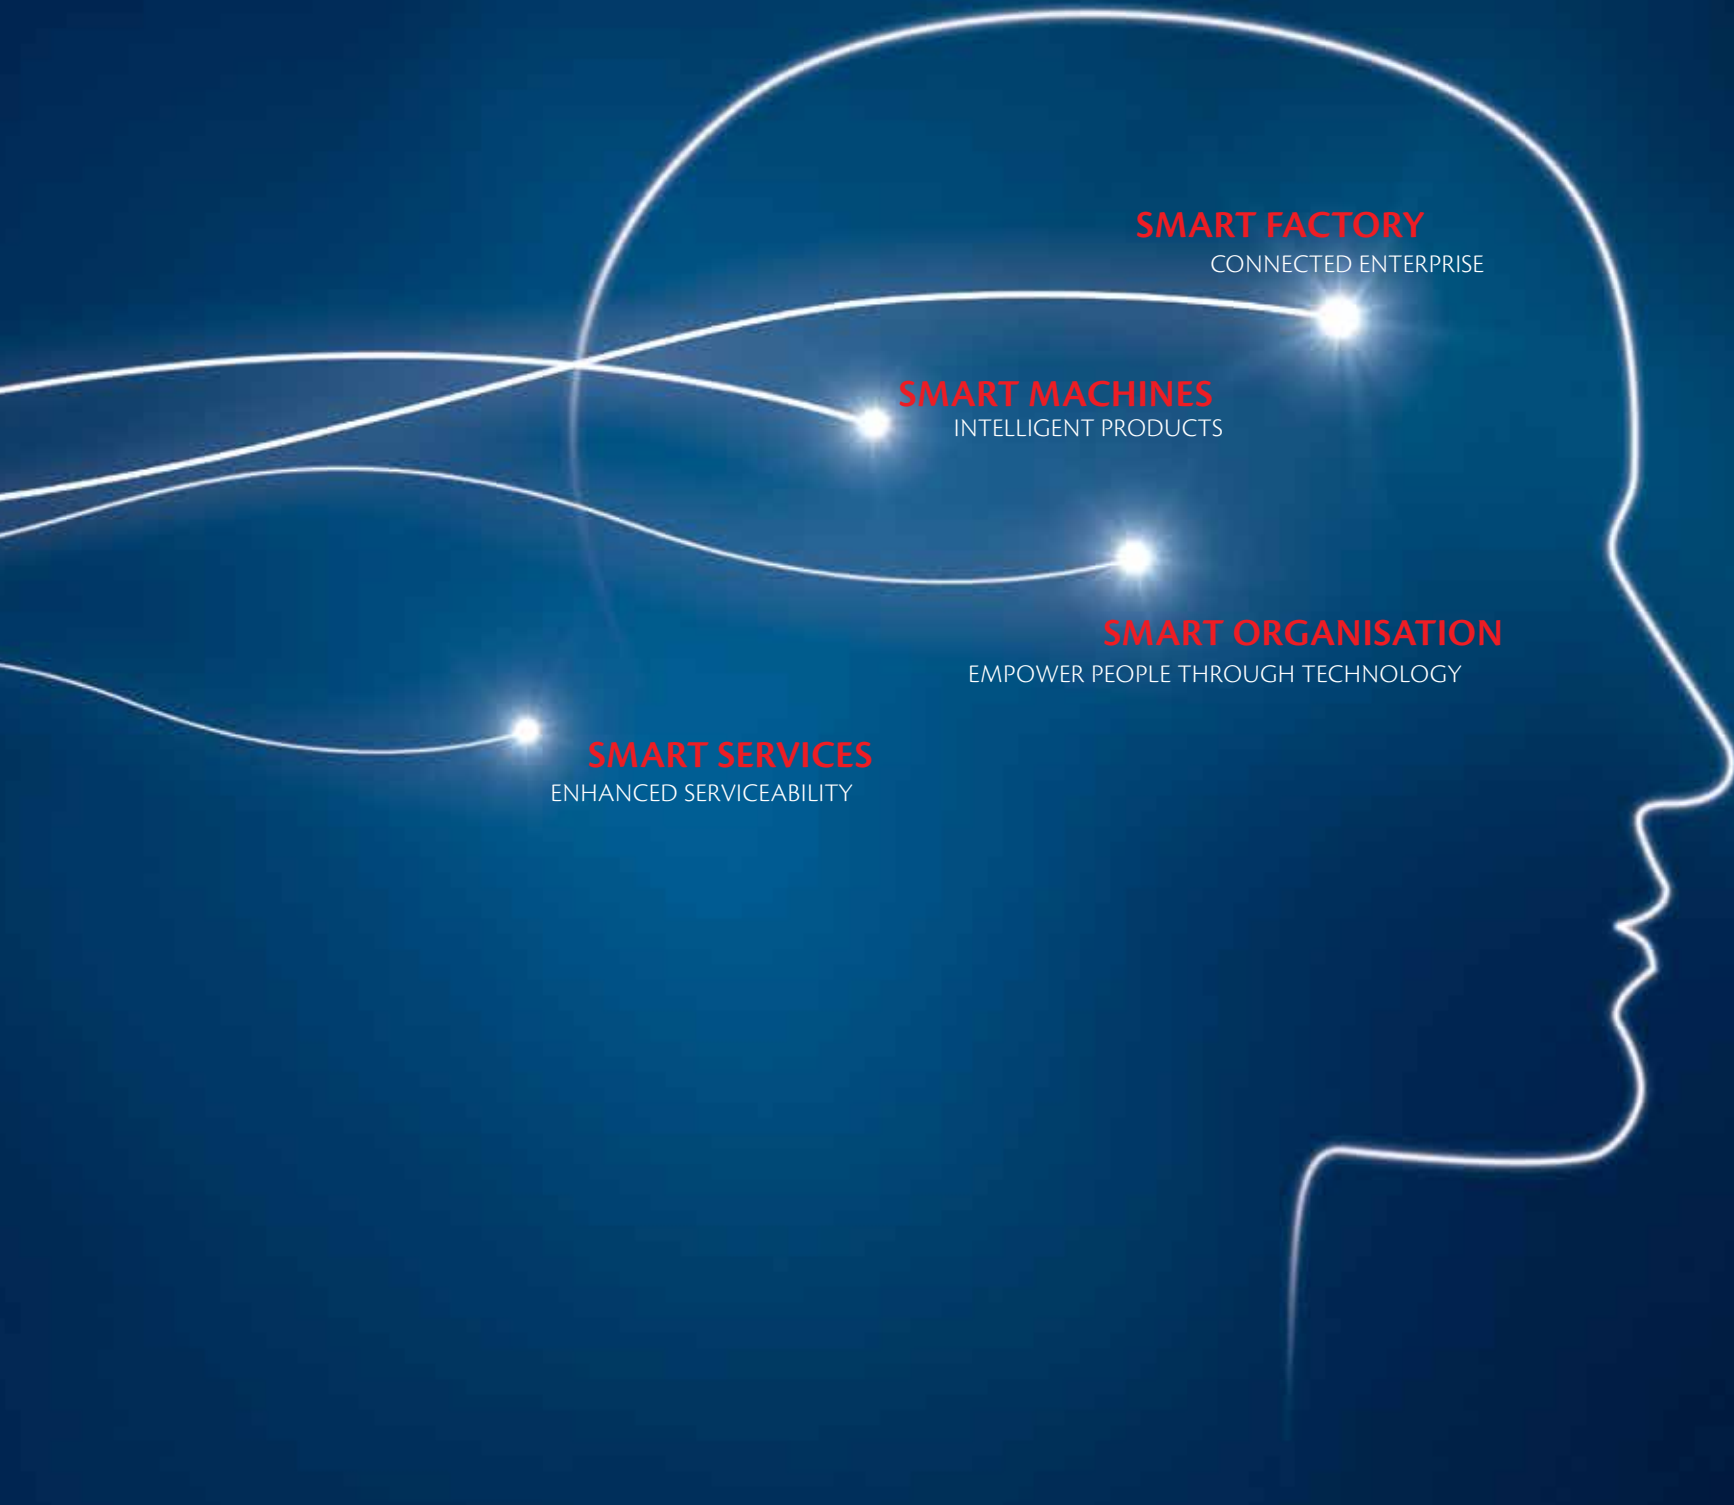 SMART FACTORY
CONNECTED ENTERPRISE
SMART MACHINES
INTELLIGENT PRODUCTS
SMART ORGANISATION
EMPOWER PEOPLE THROUGH TECHNOLOGY
SMART SERVICES
ENHANCED SERVICEABILITY